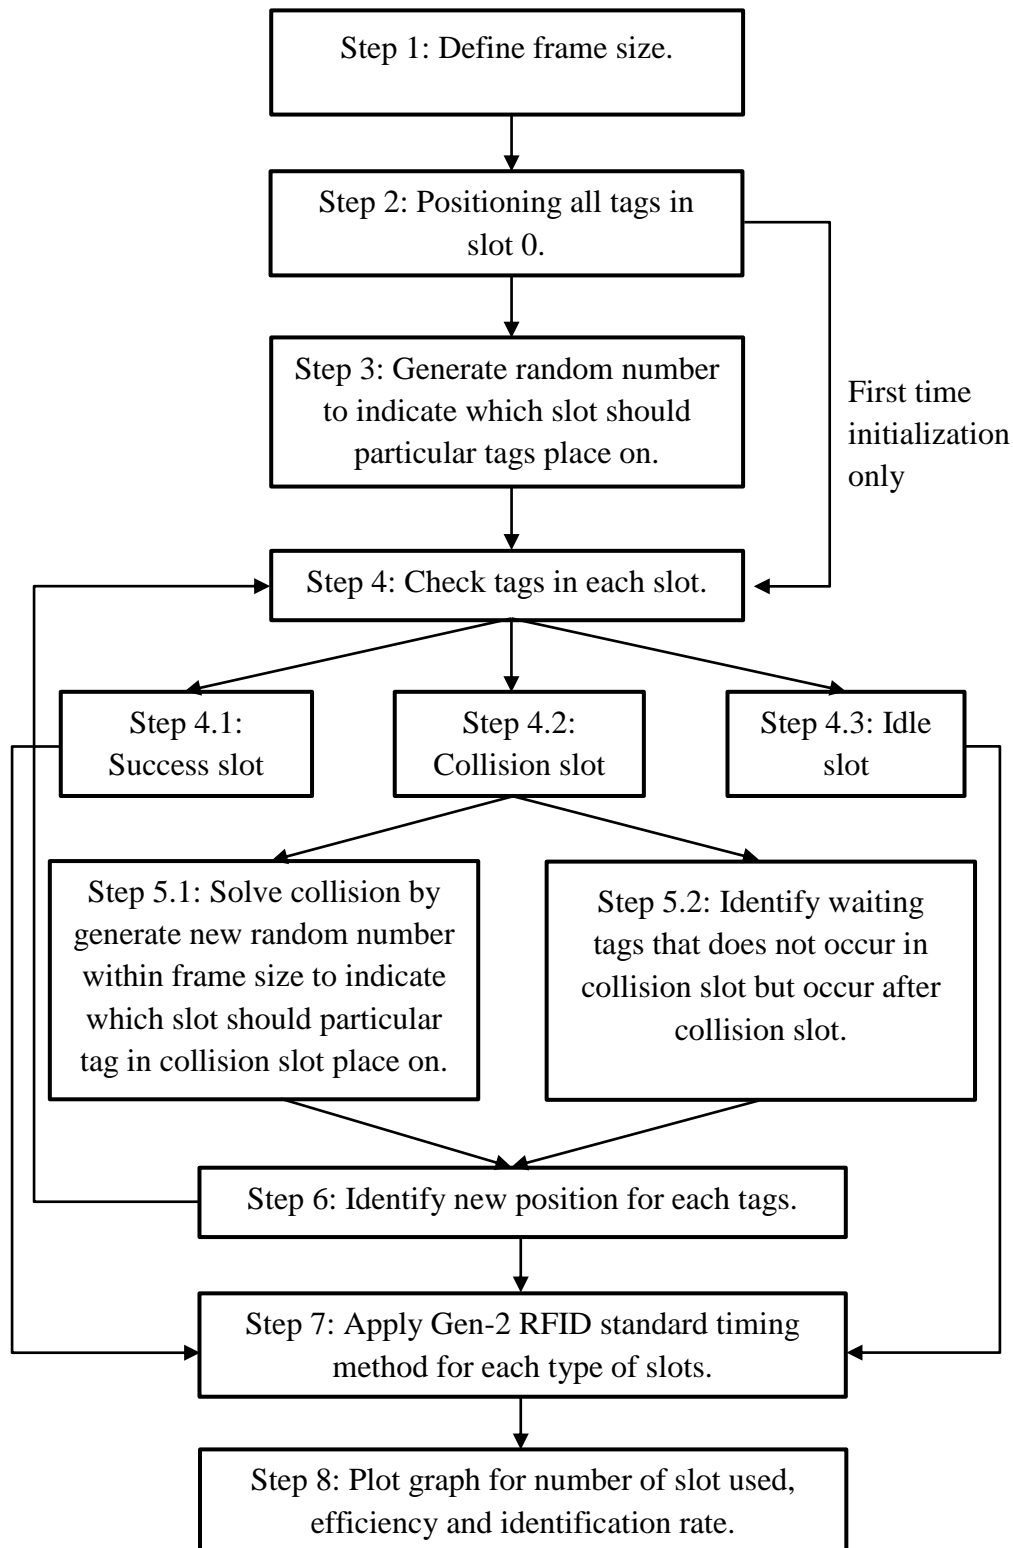 Step 1: Define frame size.
Step 2: Positioning all tags in
slot 0.
Step 3: Generate random number
to indicate which slot should
particular tags place on.
First time
initialization
only
Step 4: Check tags in each slot.
Step 4.1:
Success slot
Step 4.2:
Collision slot
Step 4.3: Idle
slot
Step 5.1: Solve collision by
generate new random number
within frame size to indicate
which slot should particular
tag in collision slot place on.
Step 5.2: Identify waiting
tags that does not occur in
collision slot but occur after
collision slot.
Step 6: Identify new position for each tags.
Step 7: Apply Gen-2 RFID standard timing
method for each type of slots.
Step 8: Plot graph for number of slot used,
efficiency and identification rate.